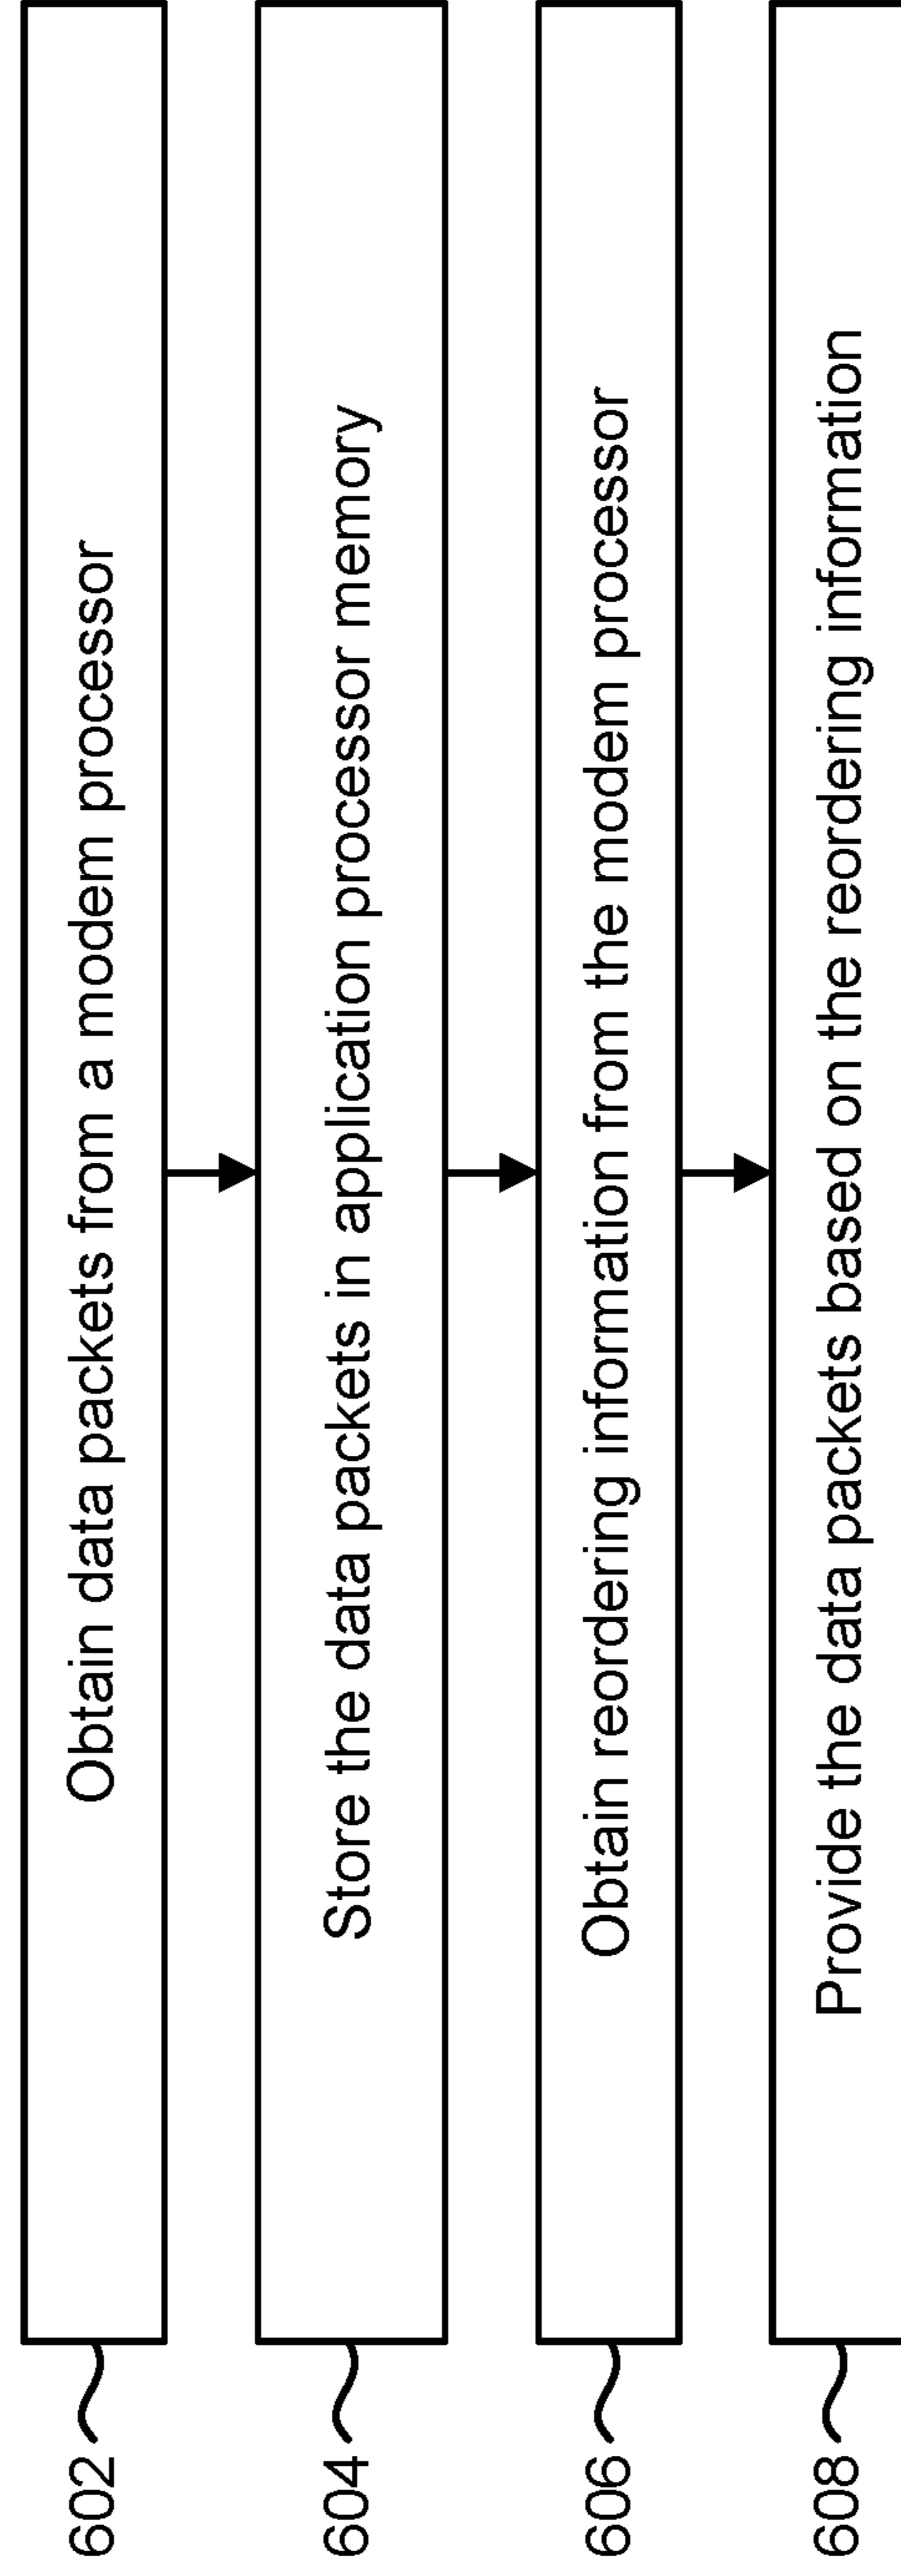 602
Obtain data packets from a modem processor
604
Store the data packets in application processor memory
606
Obtain reordering information from the modem processor
608
Provide the data packets based on the reordering information